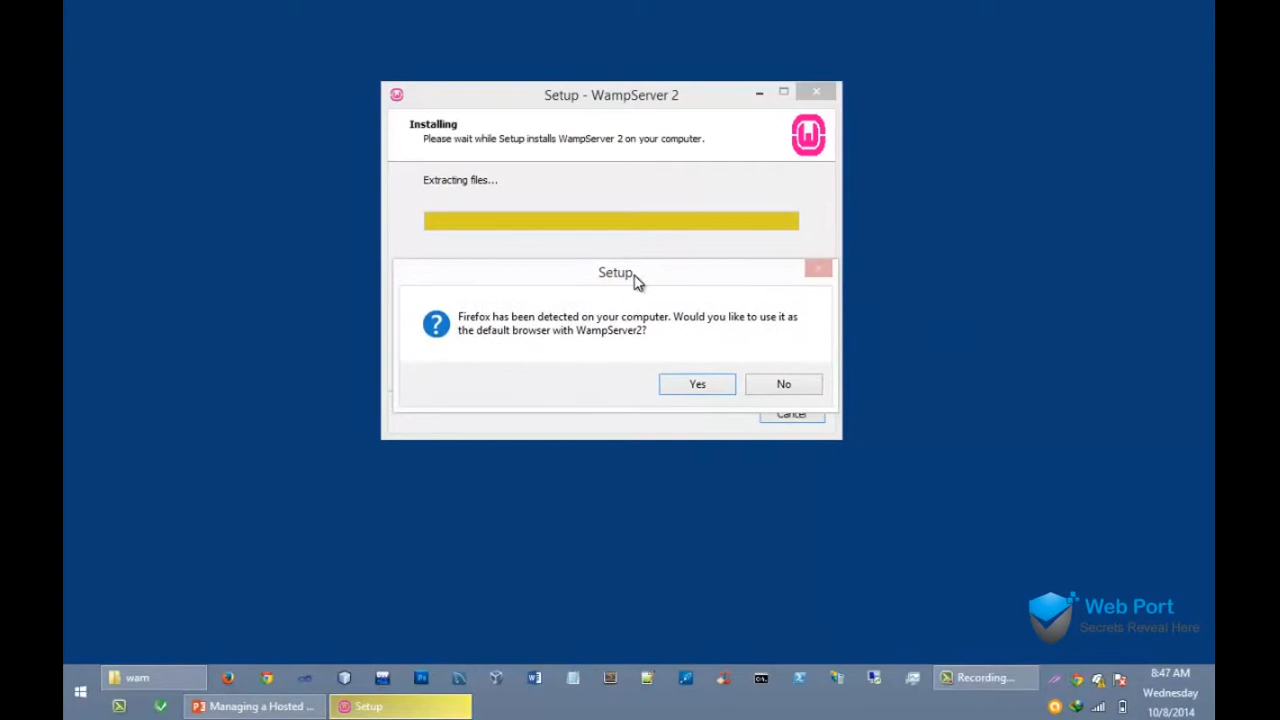 Setup - WampServer 2
Installing
Please wait while Setup installs WampServer 2 on your computer.
Extracting files...
Setup
Firefox has been detected on your computer. Would you like to use it as
the default browser with WampServer2?
Yes
No
Cancel
Web Port
Secrets Reveal Here
wam
Recording...
8:47 AM
Wednesday
10/8/2014
Managing a Hosted ...
Setup